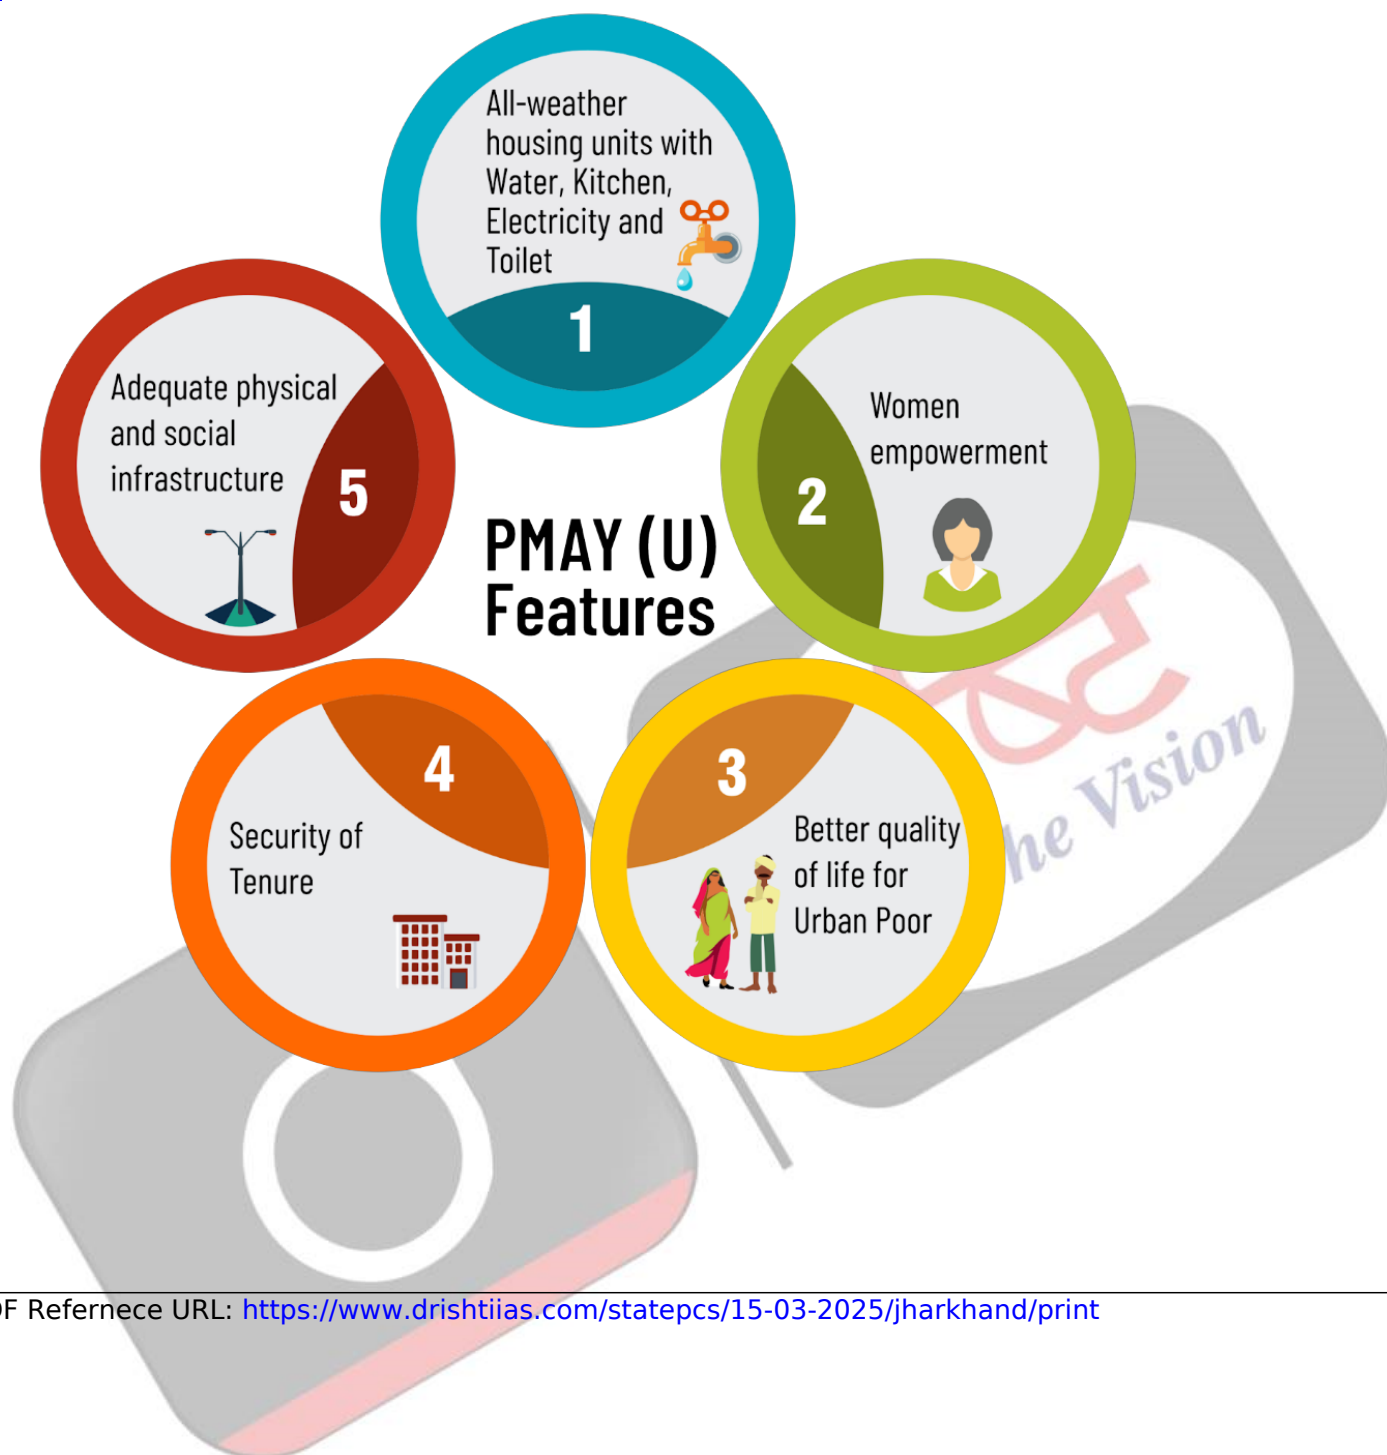 All-weather
housing units with
Water, Kitchen,
Electricity and
Toilet
1
Women
empowerment
2
3
Better quality
of life for
Urban Poor
4
Security of
Tenure
Adequate physical
and social
infrastructure
5
PMAY (U)
Features
he Vision
F Refernece URL: https://www.drishtiias.com/statepcs/15-03-2025/jharkhand/print